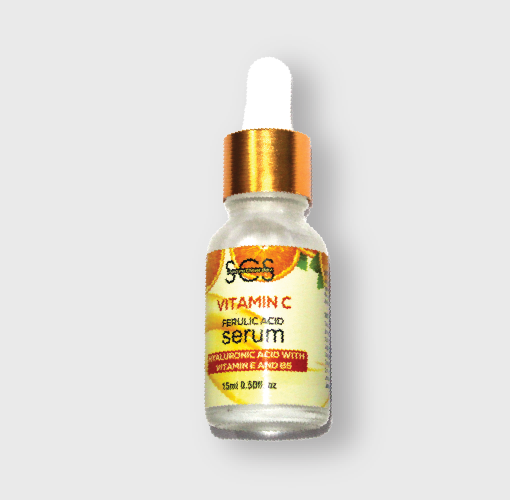 SCS
VITAMIN C
FERULIC ACID
serum
HYALURONIC ACID WITH
VITAMIN E AND B5
15ml 0.50fl oz